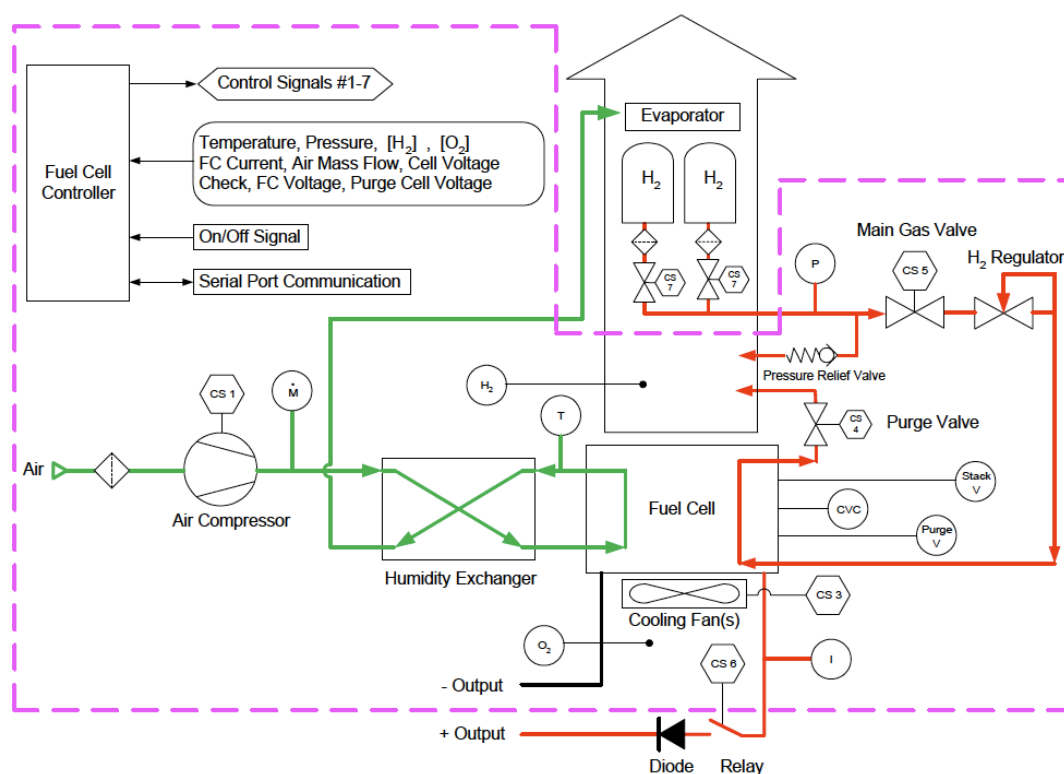 Control Signals #1-7
Fuel Cell
Controller
Temperature, Pressure, [H₂] , [O₂]
FC Current, Air Mass Flow, Cell Voltage
Check, FC Voltage, Purge Cell Voltage
On/Off Signal
Serial Port Communication
Evaporator
H₂
H₂
CS
7
CS
7
P
Main Gas Valve
CS 5
H₂ Regulator
Pressure Relief Valve
H₂
CS
4
Purge Valve
CS 1
Ṁ
T
Air
Air Compressor
Humidity Exchanger
Fuel Cell
Stack
V
CVC
Purge
V
Cooling Fan(s)
CS 3
O₂
CS 6
I
- Output
+ Output
Diode
Relay